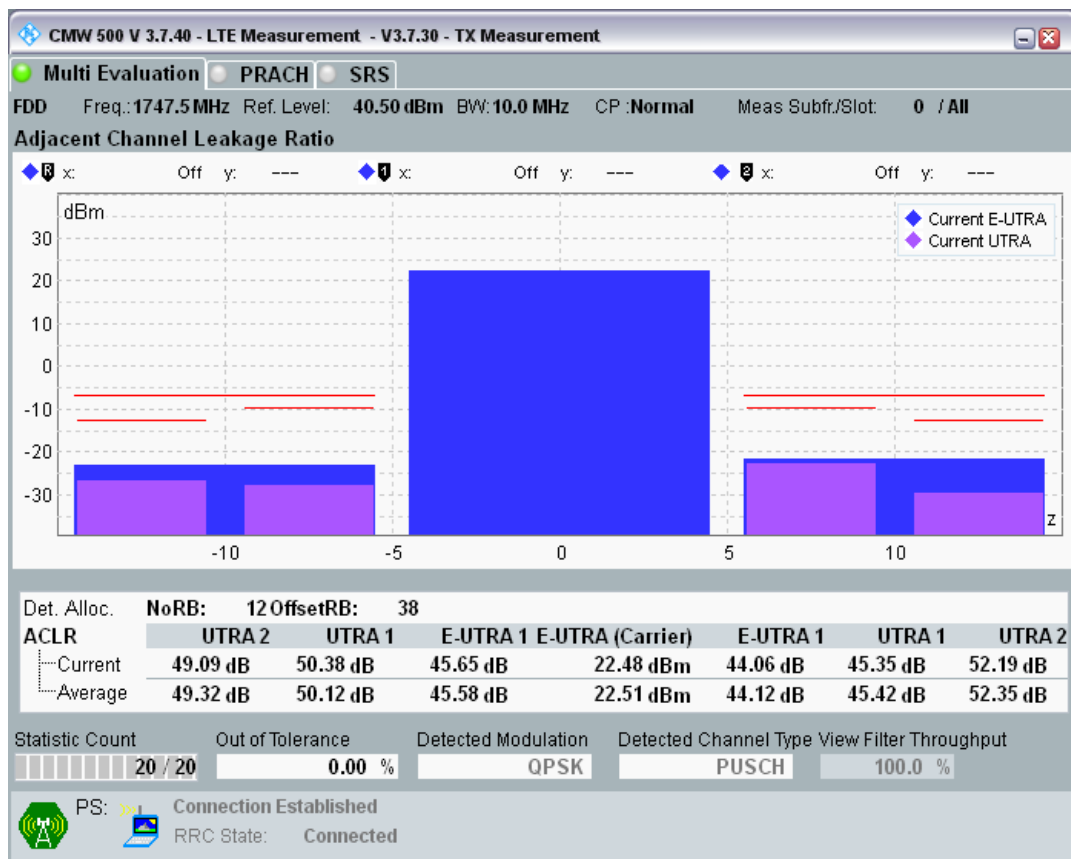 CMW 500 V 3.7.40 - LTE Measurement - V3.7.30 - TX Measurement
Multi Evaluation PRACH SRS
FDD Freq.:1747.5 MHz Ref. Level: 40.50 dBm BW:10.0 MHz CP :Normal Meas Subfr./Slot: 0 / All
Adjacent Channel Leakage Ratio
R x: Off y: --- 1 x: Off y: --- 2 x: Off y: ---
dBm
Current E-UTRA
Current UTRA
30
20
10
0
-10
-20
-30
z
-10 -5 0 5 10
Det. Alloc. NoRB: 12 OffsetRB: 38
ACLR UTRA 2 UTRA 1 E-UTRA 1 E-UTRA (Carrier) E-UTRA 1 UTRA 1 UTRA 2
Current 49.09 dB 50.38 dB 45.65 dB 22.48 dBm 44.06 dB 45.35 dB 52.19 dB
Average 49.32 dB 50.12 dB 45.58 dB 22.51 dBm 44.12 dB 45.42 dB 52.35 dB
Statistic Count Out of Tolerance Detected Modulation Detected Channel Type View Filter Throughput
20 / 20 0.00 % QPSK PUSCH 100.0 %
PS: Connection Established
RRC State: Connected